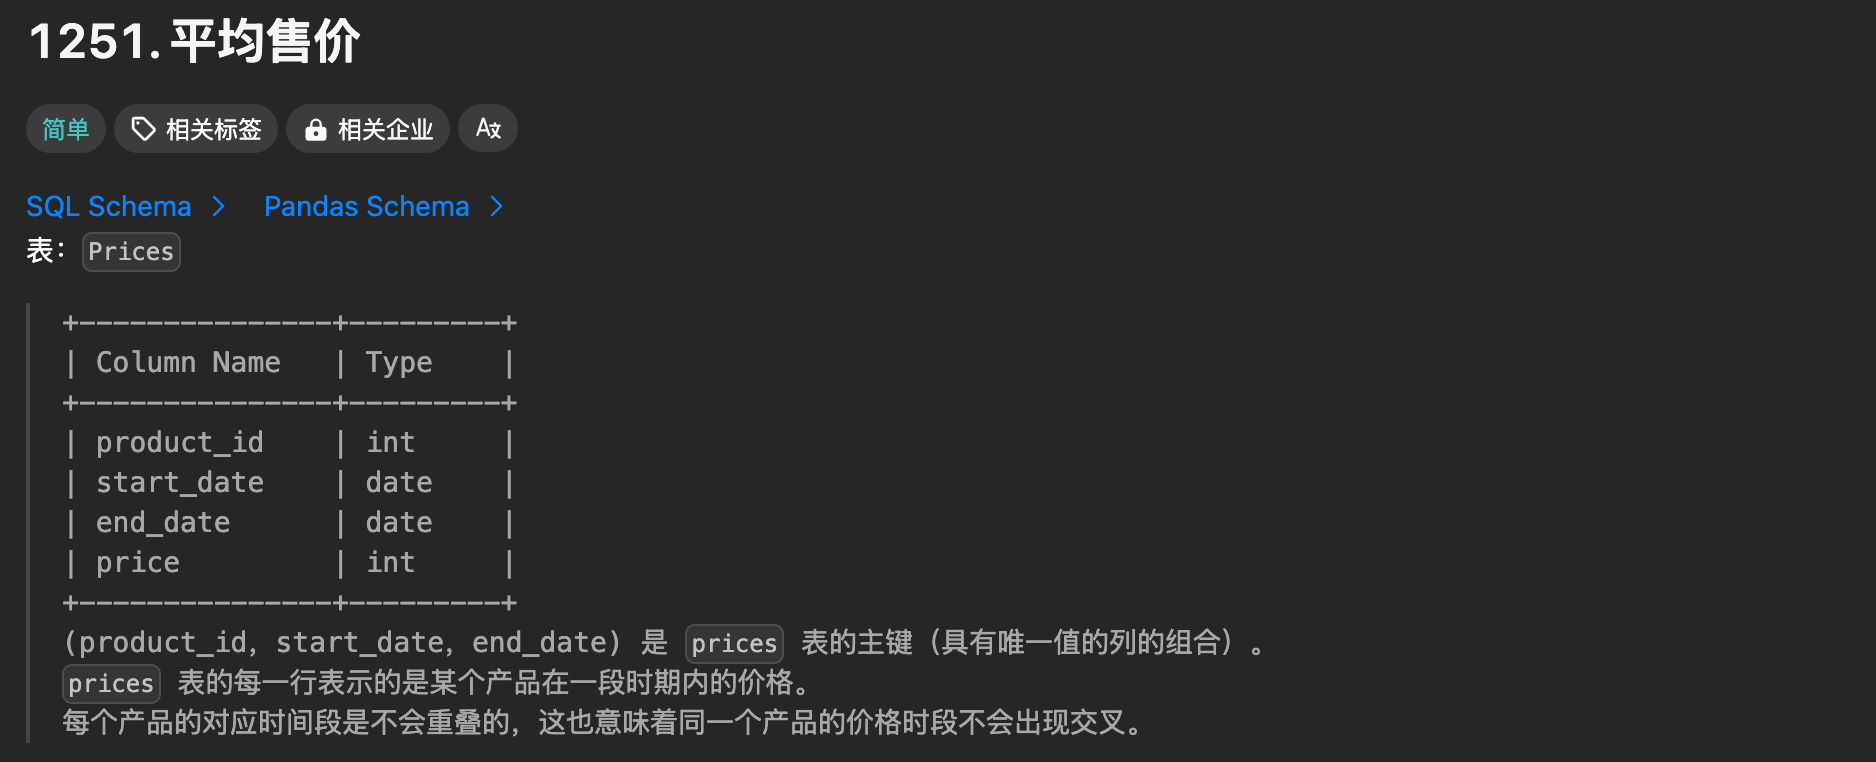 1251. 平均售价
简单 相关标签 相关企业 A文
SQL Schema > Pandas Schema >
表：Prices
+---------------+---------+
| Column Name   | Type    |
+---------------+---------+
| product_id    | int     |
| start_date    | date    |
| end_date      | date    |
| price         | int     |
+---------------+---------+
(product_id, start_date, end_date) 是 prices 表的主键（具有唯一值的列的组合）。
prices 表的每一行表示的是某个产品在一段时期内的价格。
每个产品的对应时间段是不会重叠的，这也意味着同一个产品的价格时段不会出现交叉。